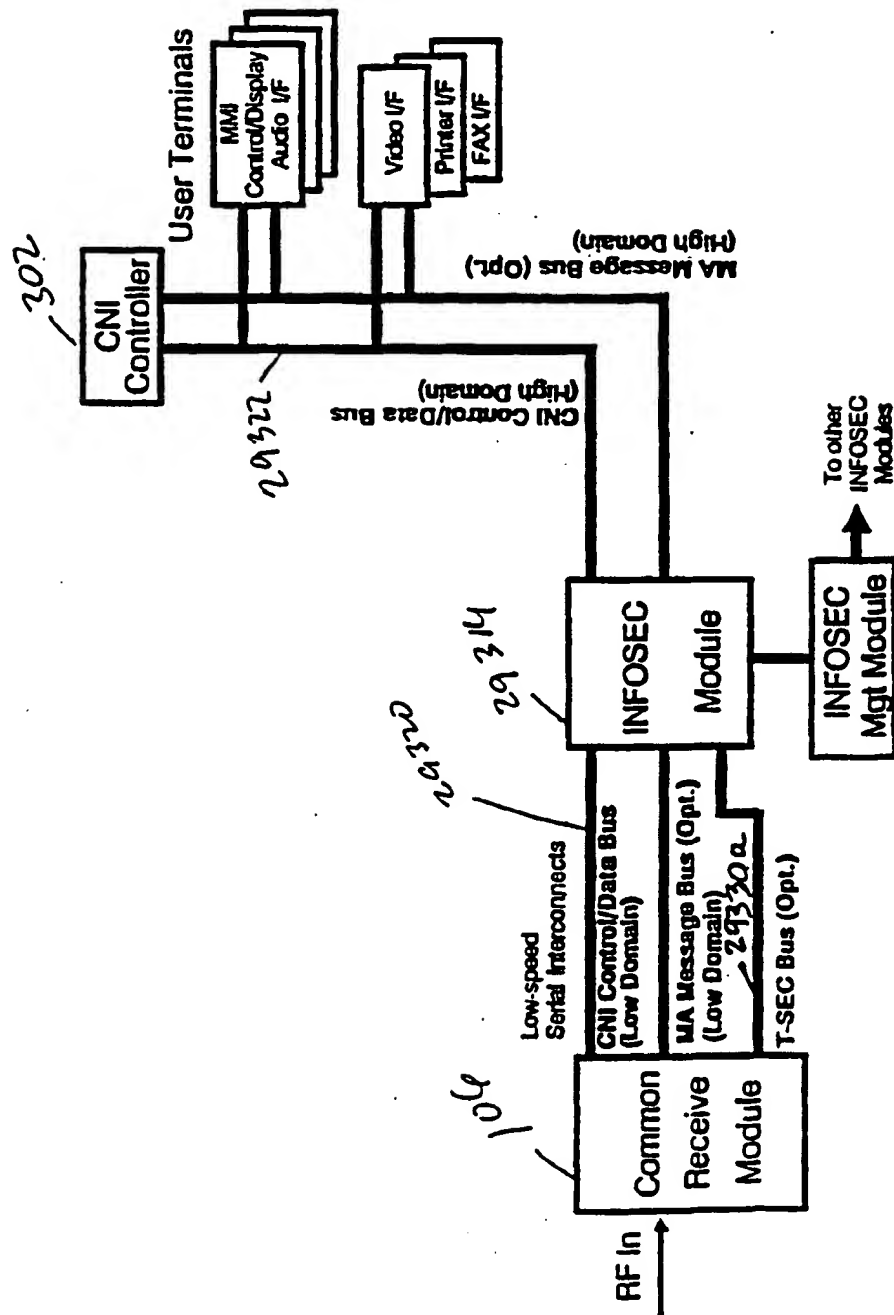 302
CNI
Controller
User Terminals
MMI
Control/Display
Audio I/F
Video I/F
Printer I/F
FAX I/F
29322
CNI Control/Data Bus
(High Domain)
MA Message Bus (Opt.)
(High Domain)
29314
INFOSEC
Module
INFOSEC
Mgt Module
To other
INFOSEC
Modules
29320
Low-speed
Serial Interconnects
CNI Control/Data Bus
(Low Domain)
MA Message Bus (Opt.)
(Low Domain)
29330a
T-SEC Bus (Opt.)
Common
Receive
Module
RF In